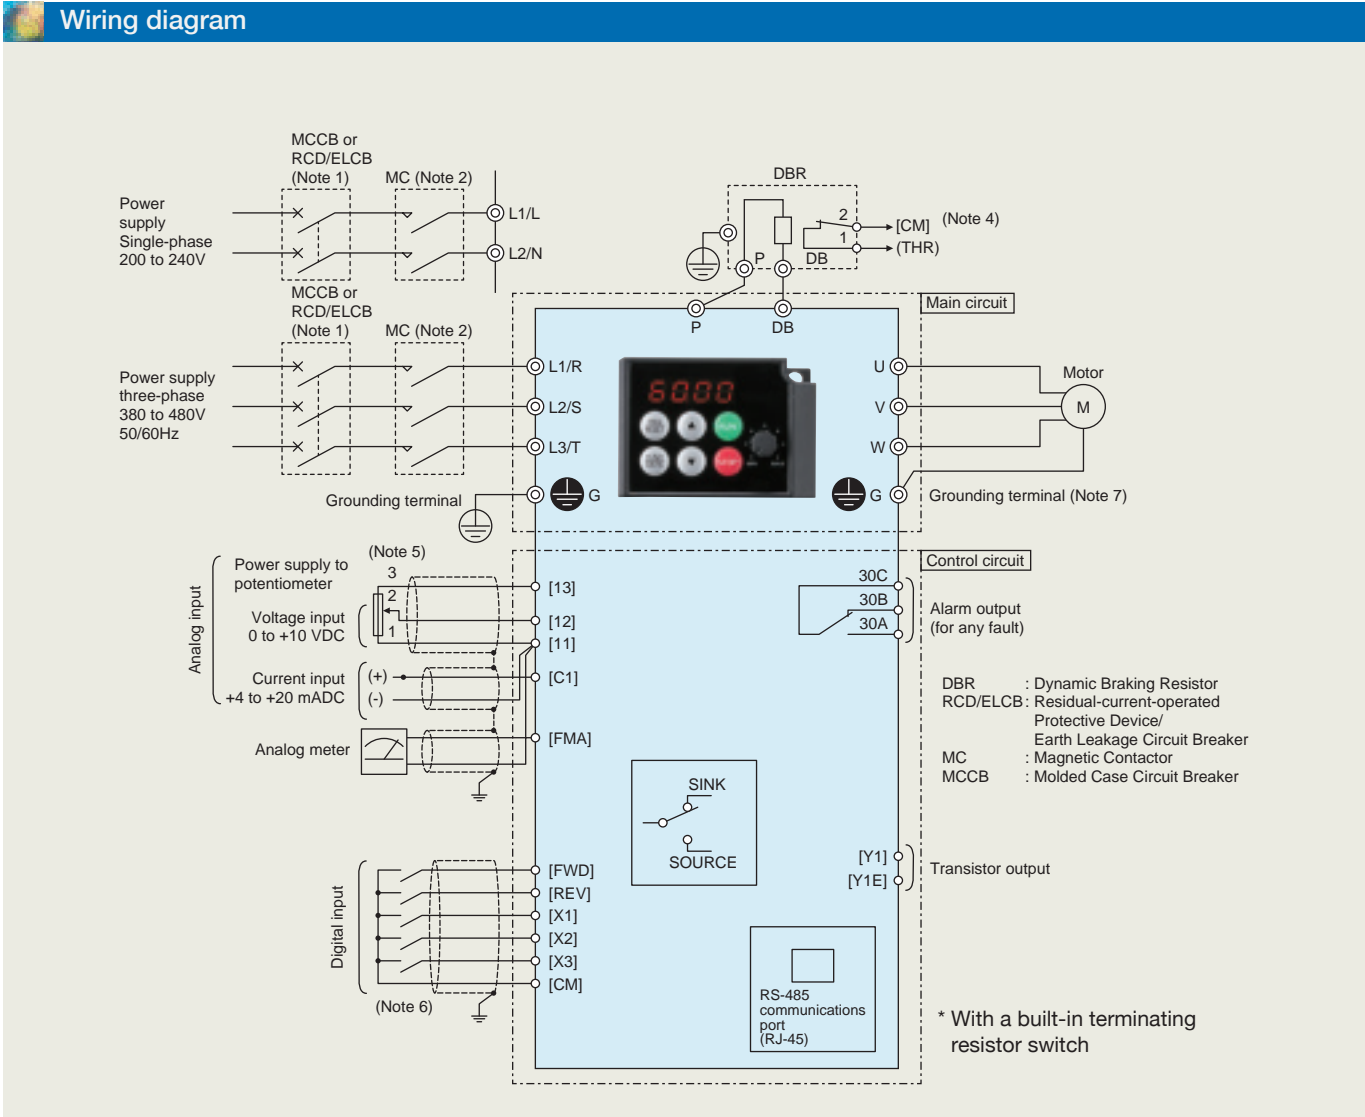 Wiring diagram
MCCB or
RCD/ELCB
(Note 1)
MC (Note 2)
Power
supply
Single-phase
200 to 240V
L1/L
L2/N
DBR
2
1
[CM]
(THR)
(Note 4)
P
DB
MCCB or
RCD/ELCB
(Note 1)
MC (Note 2)
Main circuit
P
DB
Power supply
three-phase
380 to 480V
50/60Hz
L1/R
L2/S
L3/T
6000
RUN
STOP
U
V
W
Motor
M
Grounding terminal
G
G
Grounding terminal (Note 7)
Control circuit
Analog input
Power supply to
potentiometer
(Note 5)
3
2
1
Voltage input
0 to +10 VDC
Current input
+4 to +20 mADC
(+)
(-)
Analog meter
[13]
[12]
[11]
[C1]
[FMA]
30C
30B
30A
Alarm output
(for any fault)
DBR : Dynamic Braking Resistor
RCD/ELCB : Residual-current-operated
Protective Device/
Earth Leakage Circuit Breaker
MC : Magnetic Contactor
MCCB : Molded Case Circuit Breaker
SINK
SOURCE
Digital input
(Note 6)
[FWD]
[REV]
[X1]
[X2]
[X3]
[CM]
[Y1]
[Y1E]
Transistor output
RS-485
communications
port
(RJ-45)
* With a built-in terminating
resistor switch